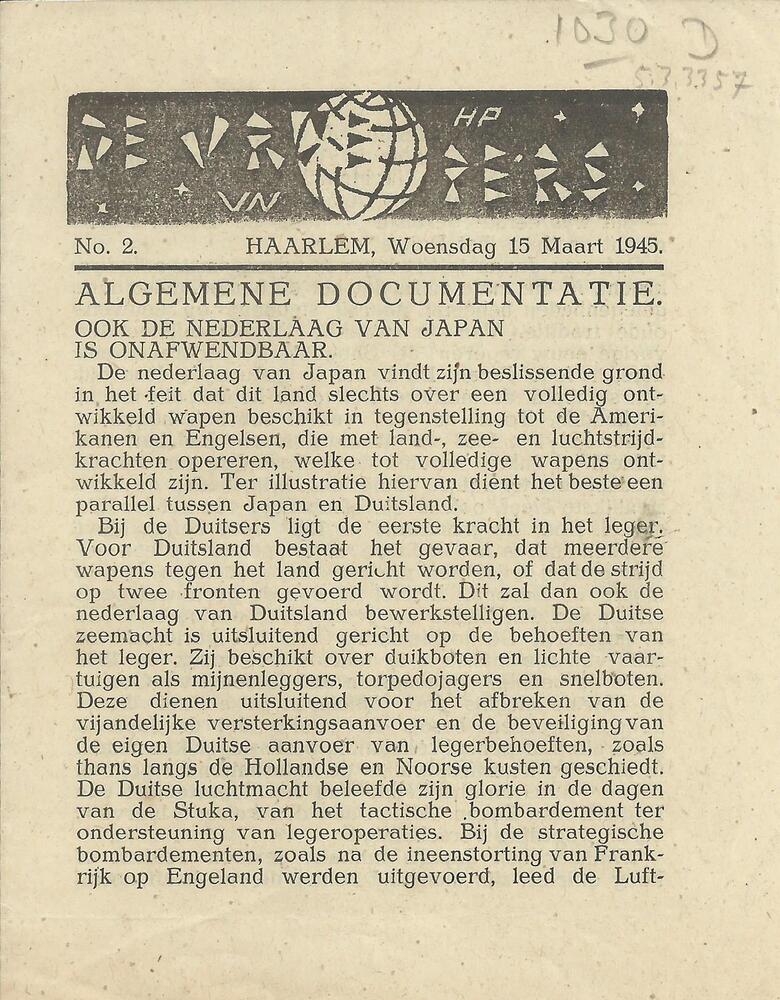 1030 D
5.3.3357
DE
HP
PERS
VN
No. 2. HAARLEM, Woensdag 15 Maart 1945.
ALGEMENE DOCUMENTATIE.
OOK DE NEDERLAAG VAN JAPAN
IS ONAFWENDBAAR.
De nederlaag van Japan vindt zijn beslissende grond
in het feit dat dit land slechts over een volledig ont-
wikkeld wapen beschikt in tegenstelling tot de Ameri-
kanen en Engelsen, die met land-, zee- en luchtstrijd-
krachten opereren, welke tot volledige wapens ont-
wikkeld zijn. Ter illustratie hiervan dient het beste een
parallel tussen Japan en Duitsland.
Bij de Duitsers ligt de eerste kracht in het leger.
Voor Duitsland bestaat het gevaar, dat meerdere
wapens tegen het land gericht worden, of dat de strijd
op twee fronten gevoerd wordt. Dit zal dan ook de
nederlaag van Duitsland bewerkstelligen. De Duitse
zeemacht is uitsluitend gericht op de behoeften van
het leger. Zij beschikt over duikboten en lichte vaar-
tuigen als mijnenleggers, torpedojagers en snelboten.
Deze dienen uitsluitend voor het afbreken van de
vijandelijke versterkingsaanvoer en de beveiliging van
de eigen Duitse aanvoer van legerbehoeften, zoals
thans langs de Hollandse en Noorse kusten geschiedt.
De Duitse luchtmacht beleefde zijn glorie in de dagen
van de Stuka, van het tactische bombardement ter
ondersteuning van legeroperaties. Bij de strategische
bombardementen, zoals na de ineenstorting van Frank-
rijk op Engeland werden uitgevoerd, leed de Luft-